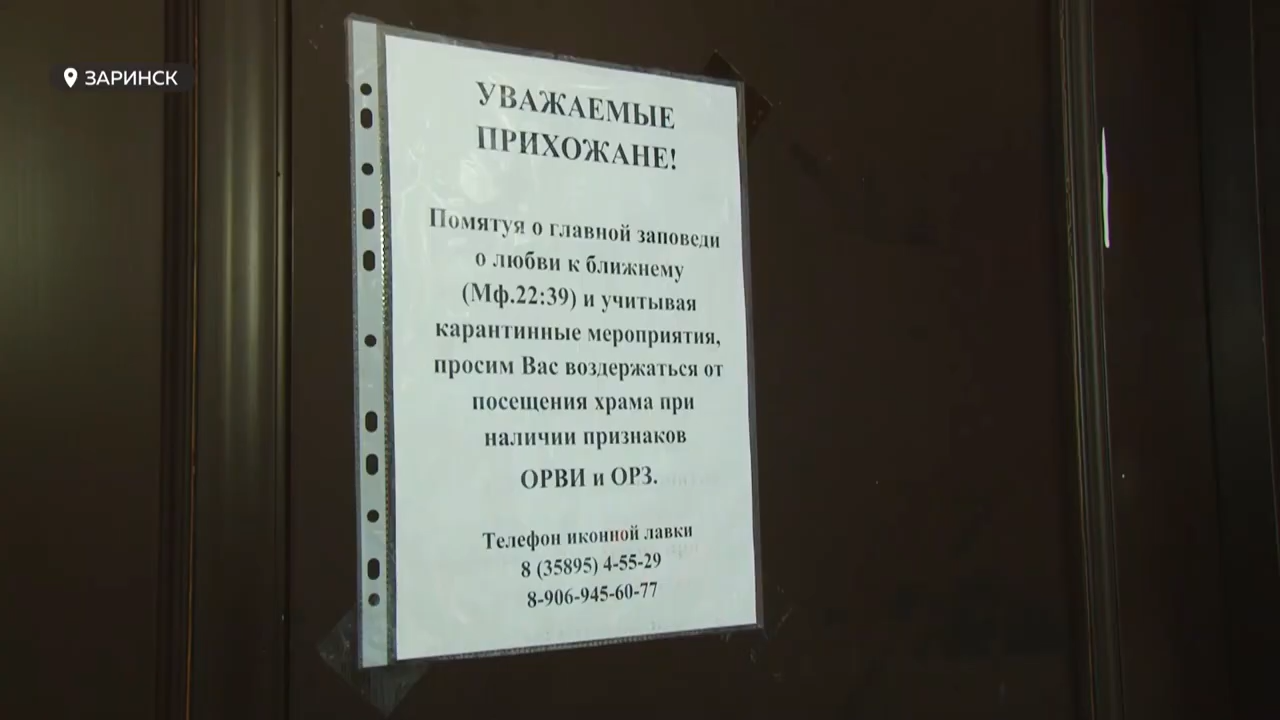 ЗАРИНСК
УВАЖАЕМЫЕ
ПРИХОЖАНЕ!
Помятуя о главной заповеди
о любви к ближнему
(Мф.22:39) и учитывая
карантинные мероприятия,
просим Вас воздержаться от
посещения храма при
наличии признаков
ОРВИ и ОРЗ.
Телефон иконной лавки
8 (35895) 4-55-29
8-906-945-60-77